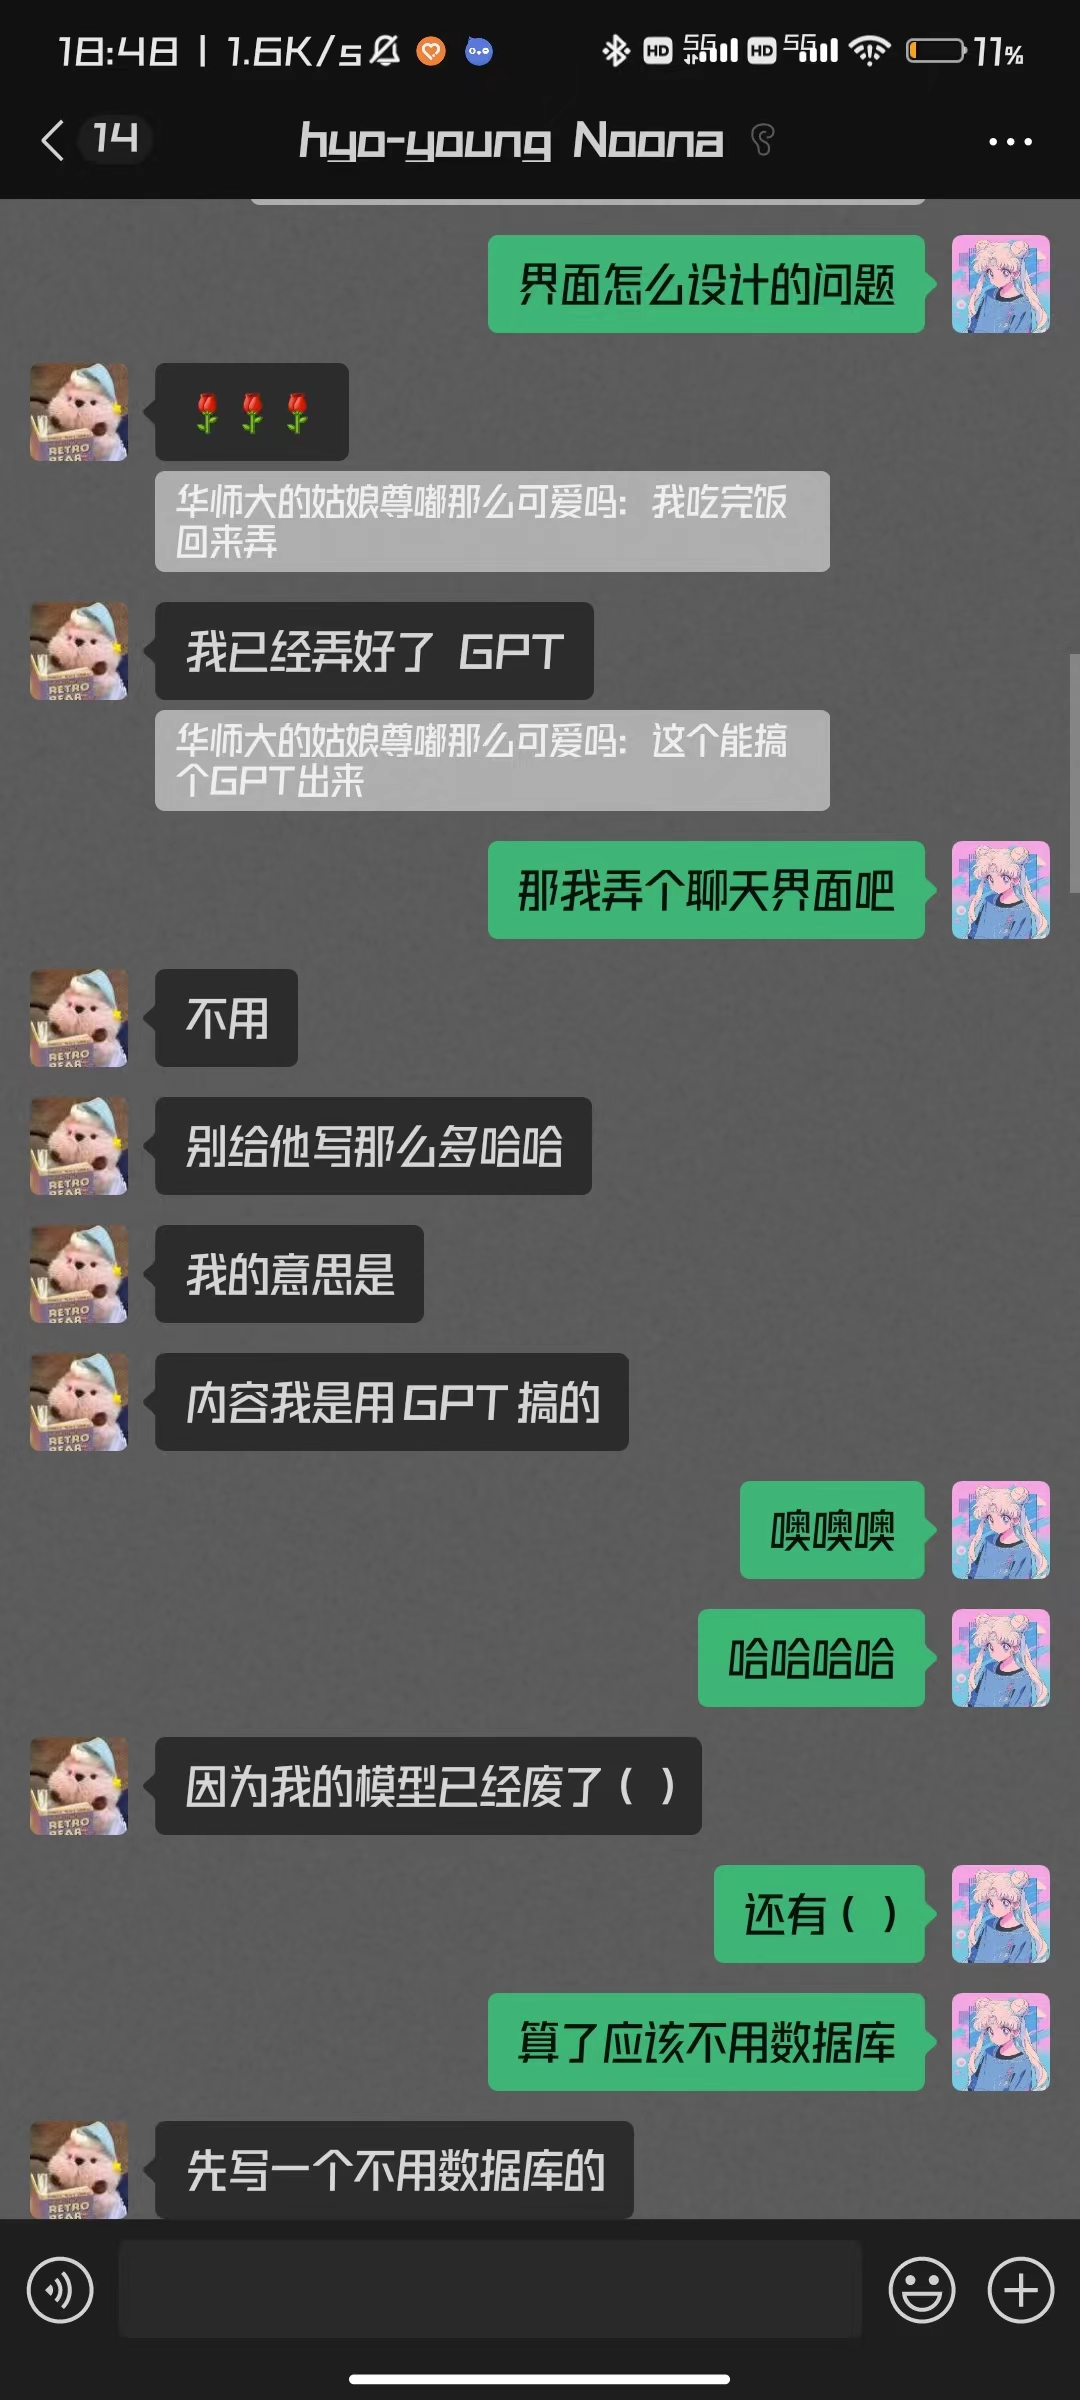 18:48 | 1.6K/s HD 5G HD 5G 11%
14 hyo-young Noona
界面怎么设计的问题
🌹🌹🌹
华师大的姑娘尊嘟那么可爱吗：我吃完饭
回来弄
我已经弄好了 GPT
华师大的姑娘尊嘟那么可爱吗：这个能搞
个GPT出来
那我弄个聊天界面吧
不用
别给他写那么多哈哈
我的意思是
内容我是用GPT搞的
噢噢噢
哈哈哈哈
因为我的模型已经废了（ ）
还有（ ）
算了应该不用数据库
先写一个不用数据库的
RETRO
BEAR